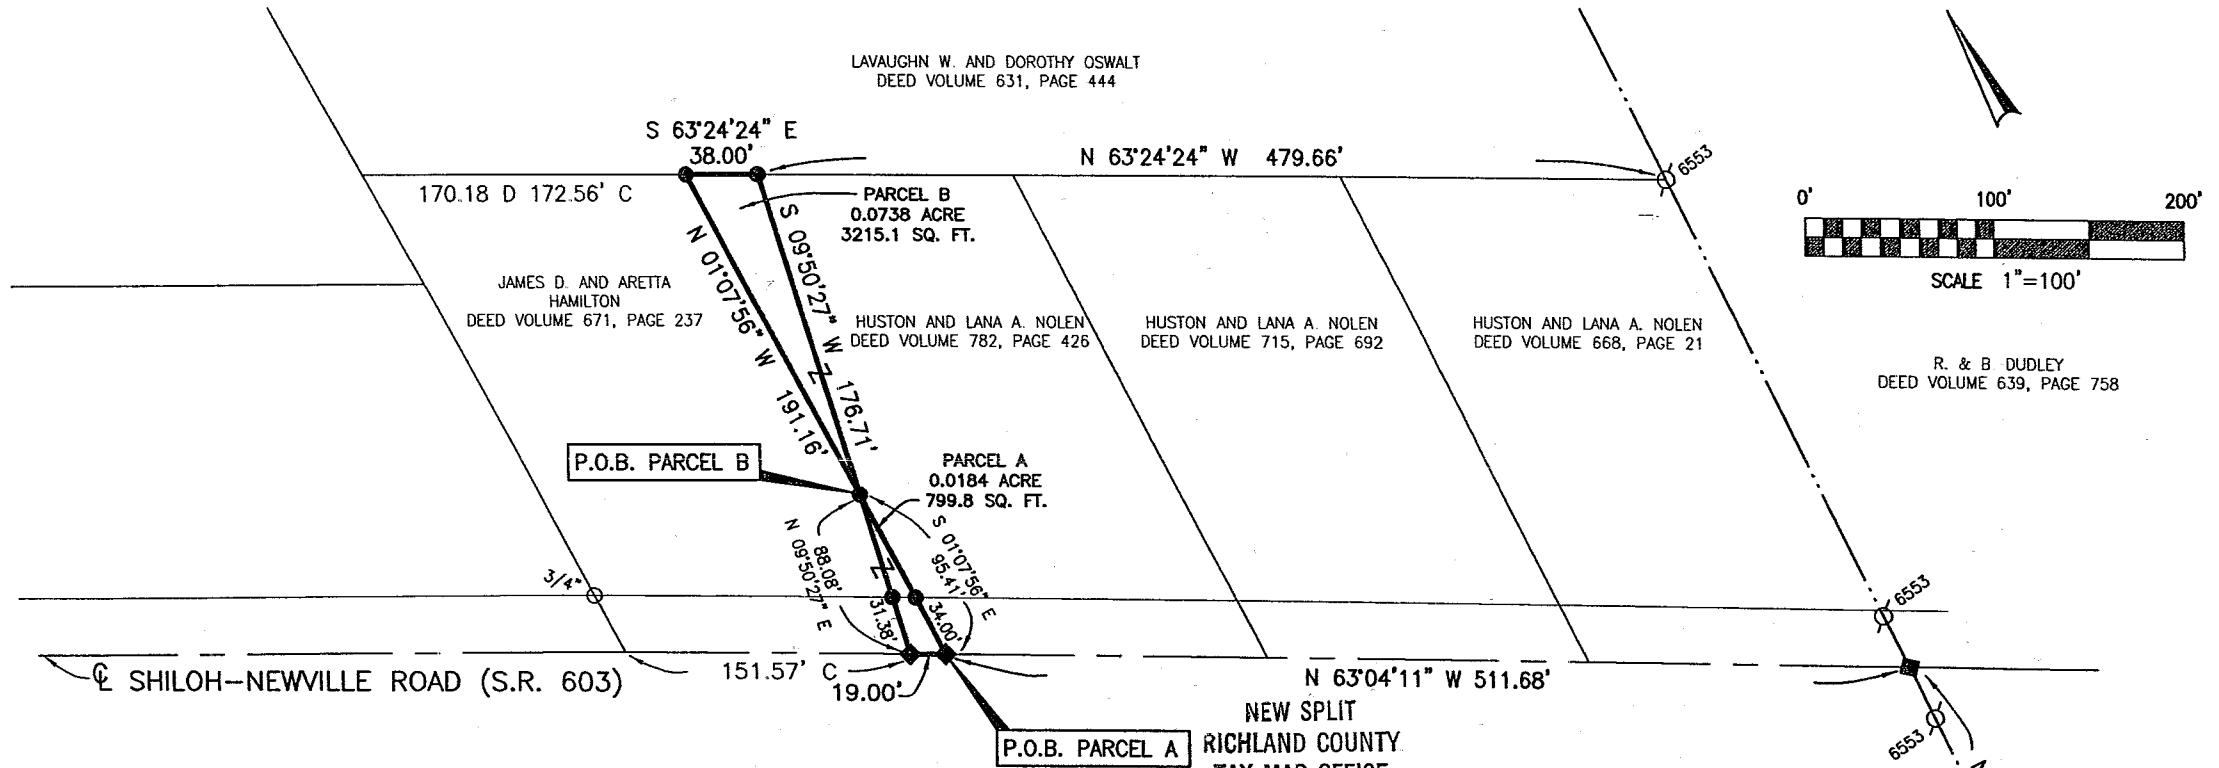 LAVAUGHN W. AND DOROTHY OSWALT
DEED VOLUME 631, PAGE 444
S 63°24'24" E
38.00'
N 63°24'24" W 479.66'
6553
170.18 D 172.56' C
PARCEL B
0.0738 ACRE
3215.1 SQ. FT.
0' 100' 200'
SCALE 1"=100'
S 09°50'27" W 176.71'
N 01°07'56" W 191.16'
JAMES D. AND ARETTA
HAMILTON
DEED VOLUME 671, PAGE 237
HUSTON AND LANA A. NOLEN
DEED VOLUME 782, PAGE 426
HUSTON AND LANA A. NOLEN
DEED VOLUME 715, PAGE 692
HUSTON AND LANA A. NOLEN
DEED VOLUME 668, PAGE 21
R. & B. DUDLEY
DEED VOLUME 639, PAGE 758
Z
P.O.B. PARCEL B
PARCEL A
0.0184 ACRE
799.8 SQ. FT.
N 09°50'27" E
88.08'
S 01°07'56" E
95.41'
Z
3/4"
31.38'
34.00'
6553
℄ SHILOH-NEWVILLE ROAD (S.R. 603)
151.57' C
19.00'
N 63°04'11" W 511.68'
NEW SPLIT
RICHLAND COUNTY
TAX MAP OFFICE
P.O.B. PARCEL A
6553